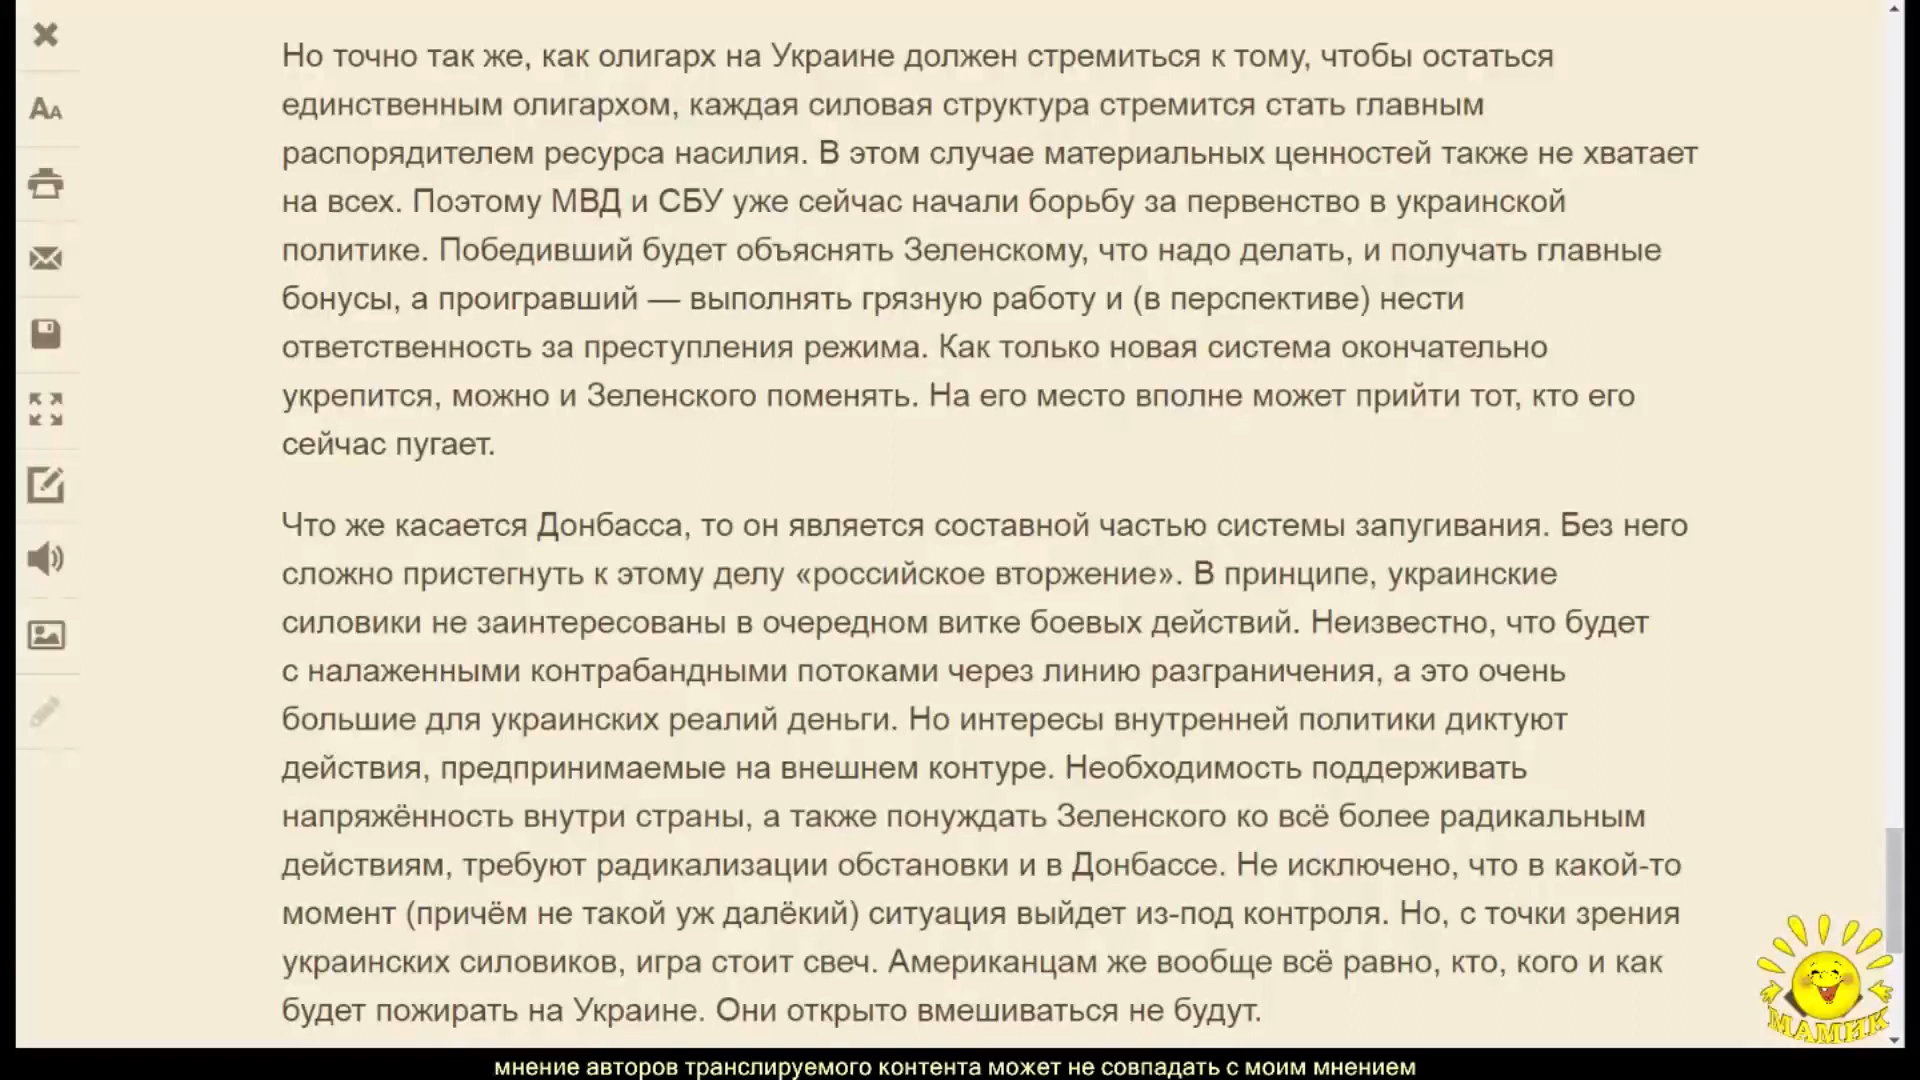 Но точно так же, как олигарх на Украине должен стремиться к тому, чтобы остаться
единственным олигархом, каждая силовая структура стремится стать главным
распорядителем ресурса насилия. В этом случае материальных ценностей также не хватает
на всех. Поэтому МВД и СБУ уже сейчас начали борьбу за первенство в украинской
политике. Победивший будет объяснять Зеленскому, что надо делать, и получать главные
бонусы, а проигравший — выполнять грязную работу и (в перспективе) нести
ответственность за преступления режима. Как только новая система окончательно
укрепится, можно и Зеленского поменять. На его место вполне может прийти тот, кто его
сейчас пугает.
Что же касается Донбасса, то он является составной частью системы запугивания. Без него
сложно пристегнуть к этому делу «российское вторжение». В принципе, украинские
силовики не заинтересованы в очередном витке боевых действий. Неизвестно, что будет
с налаженными контрабандными потоками через линию разграничения, а это очень
большие для украинских реалий деньги. Но интересы внутренней политики диктуют
действия, предпринимаемые на внешнем контуре. Необходимость поддерживать
напряжённость внутри страны, а также понуждать Зеленского ко всё более радикальным
действиям, требуют радикализации обстановки и в Донбассе. Не исключено, что в какой-то
момент (причём не такой уж далёкий) ситуация выйдет из-под контроля. Но, с точки зрения
украинских силовиков, игра стоит свеч. Американцам же вообще всё равно, кто, кого и как
будет пожирать на Украине. Они открыто вмешиваться не будут.
МАМИК
мнение авторов транслируемого контента может не совпадать с моим мнением
AA